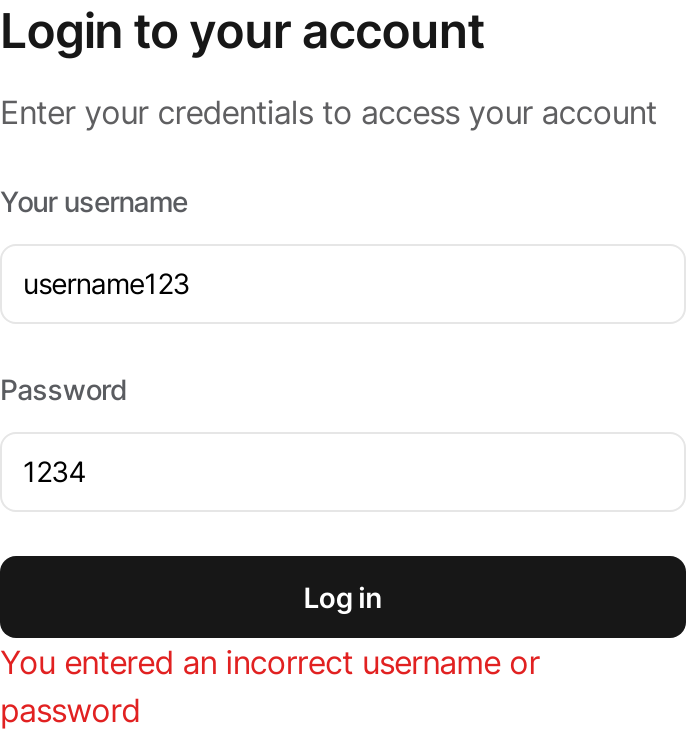 Login to your account
Enter your credentials to access your account
Your username
username123
Password
1234
Log in
You entered an incorrect username or
password